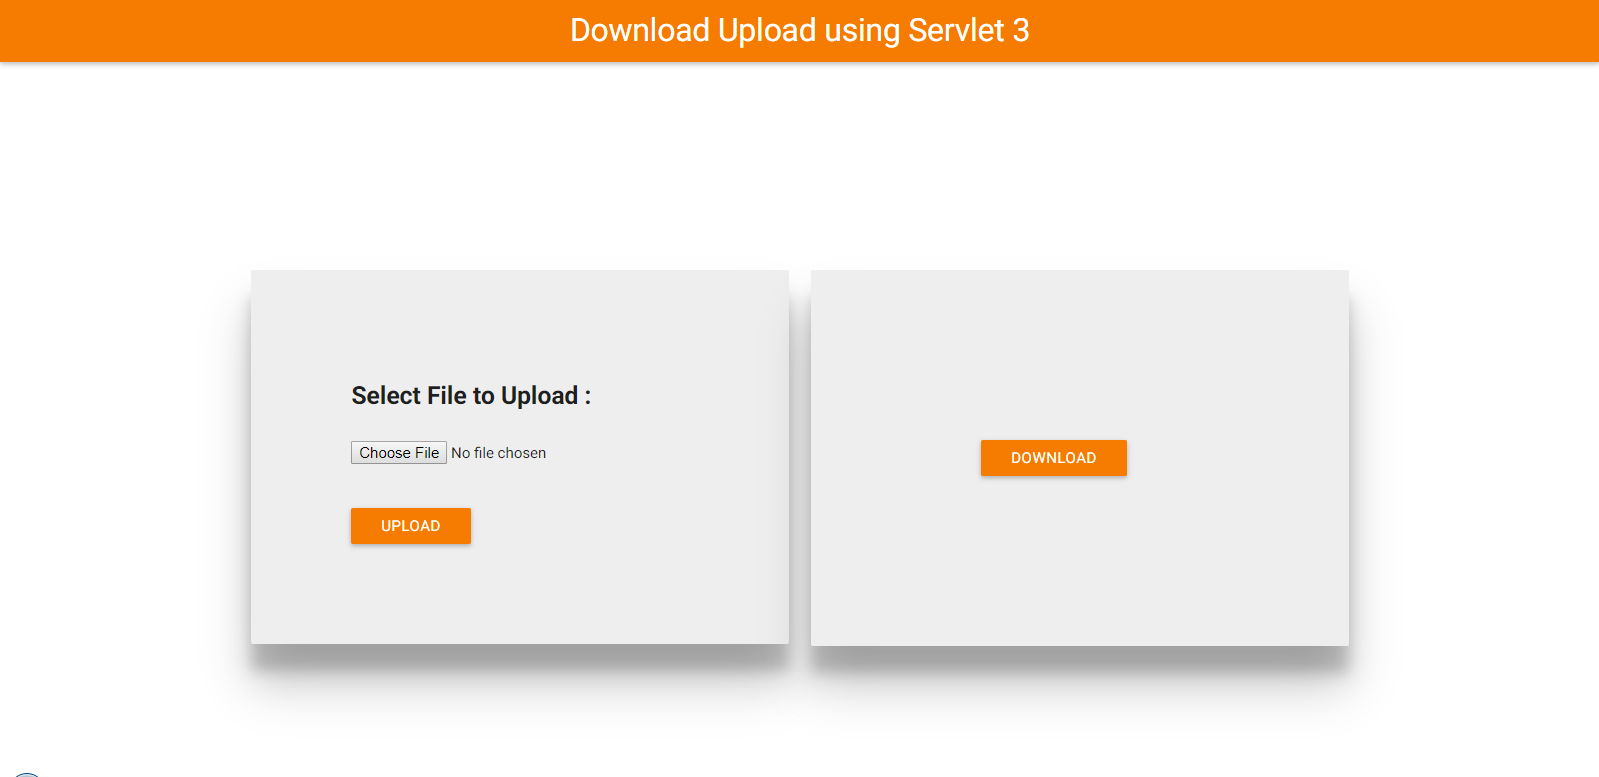 Download Upload using Servlet 3
Select File to Upload :
Choose File No file chosen
UPLOAD
DOWNLOAD